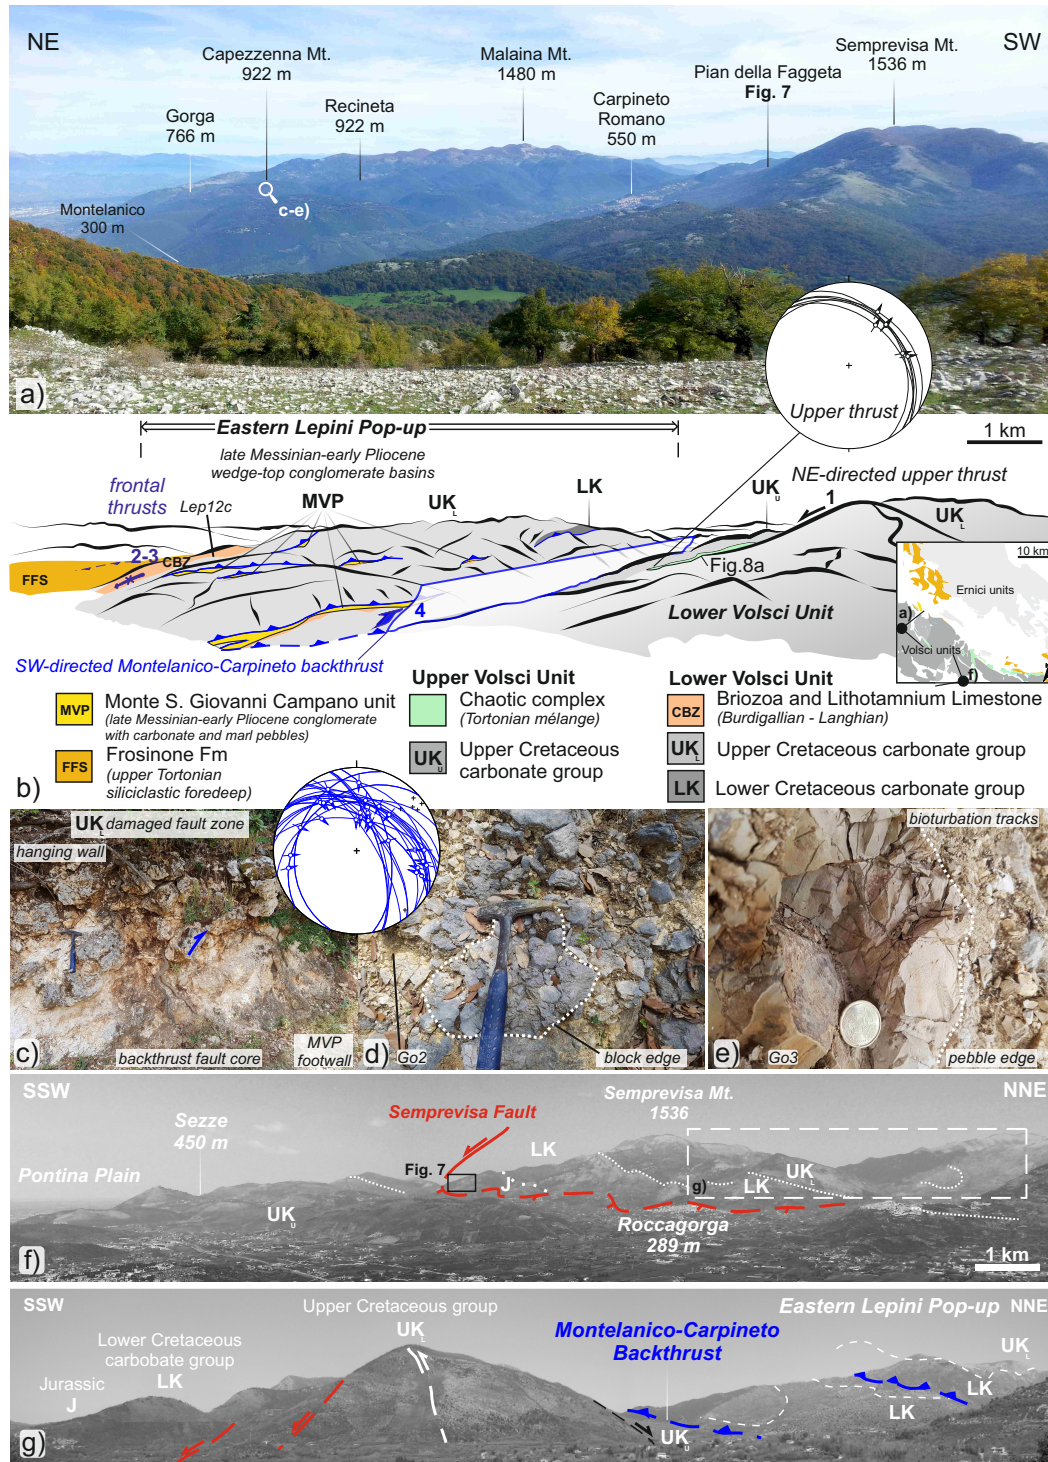 NE
SW
Capezzenna Mt.
922 m
Malaina Mt.
1480 m
Semprevisa Mt.
1536 m
Gorga
766 m
Recineta
922 m
Pian della Faggeta
Fig. 7
Carpineto
Romano
550 m
Montelanico
300 m
c-e)
a)
Upper thrust
Eastern Lepini Pop-up
1 km
late Messinian-early Pliocene
wedge-top conglomerate basins
frontal
thrusts
Lep12c
MVP
UK
L
LK
UK
U
NE-directed upper thrust
1
UK
L
2-3
CBZ
FFS
Fig.8a
4
Lower Volsci Unit
SW-directed Montelanico-Carpineto backthrust
10 km
Ernici units
a)
Volsci units
f)
MVP
Monte S. Giovanni Campano unit
(late Messinian-early Pliocene conglomerate
with carbonate and marl pebbles)
FFS
Frosinone Fm
(upper Tortonian
siliciclastic foredeep)
Upper Volsci Unit
Chaotic complex
(Tortonian mélange)
UK
U
Upper Cretaceous
carbonate group
Lower Volsci Unit
CBZ
Briozoa and Lithotamnium Limestone
(Burdigallian - Langhian)
UK
L
Upper Cretaceous carbonate group
LK
Lower Cretaceous carbonate group
b)
UK
L
damaged fault zone
hanging wall
bioturbation tracks
c)
backthrust fault core
MVP
footwall
d)
Go2
block edge
e)
Go3
pebble edge
SSW
NNE
Sezze
450 m
Semprevisa Fault
Semprevisa Mt.
1536
Pontina Plain
Fig. 7
LK
J
UK
L
LK
g)
UK
U
Roccagorga
289 m
f)
1 km
SSW
Upper Cretaceous group
UK
L
Eastern Lepini Pop-up
NNE
Lower Cretaceous
carbobate group
LK
Jurassic
J
Montelanico-Carpineto
Backthrust
UK
L
LK
LK
UK
U
g)